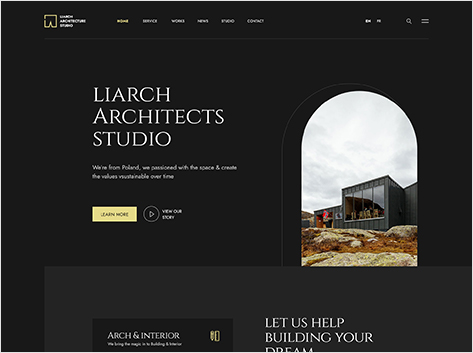 LIARCH
ARCHITECTURE
STUDIO
HOME
SERVICE
WORKS
NEWS
STUDIO
CONTACT
EN
FR
LIARCH
ARCHITECTS
STUDIO
We're from Poland, we passioned with the space & create
the values vsustainable over time
LEARN MORE
VIEW OUR
STORY
ARCH & INTERIOR
We bring the magic in to Building & Interior
LET US HELP
BUILDING YOUR
DREAM